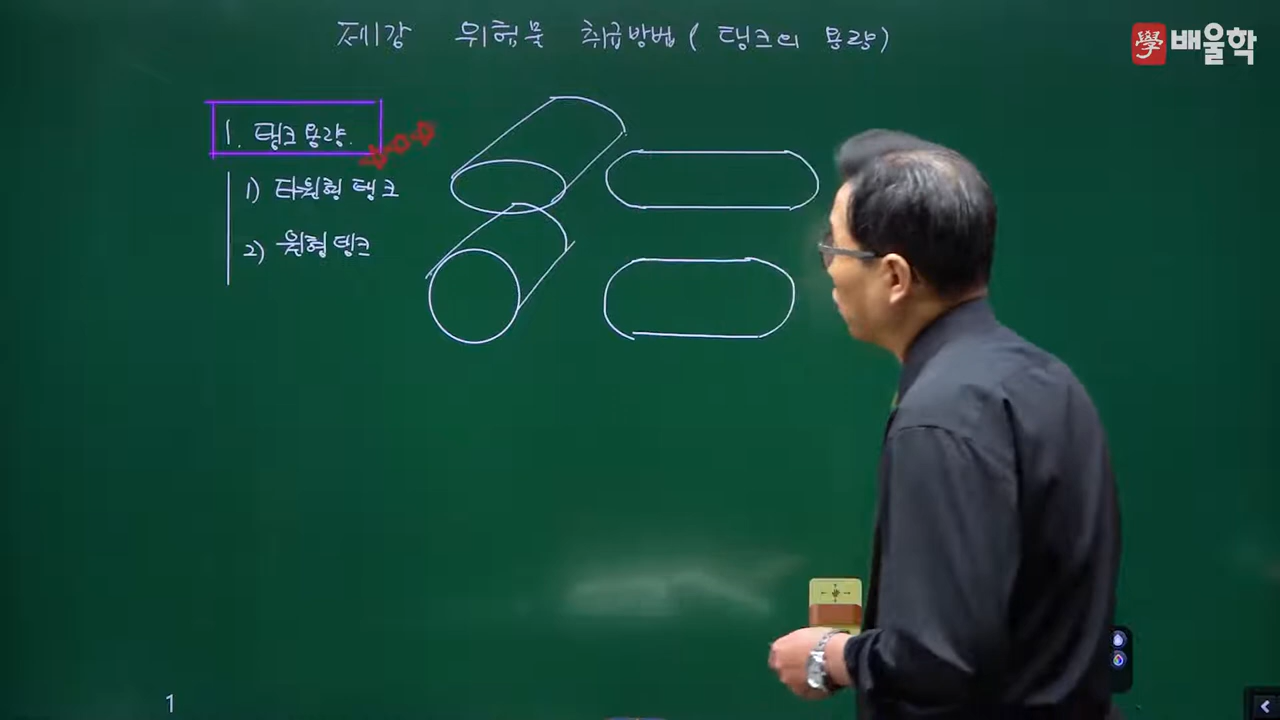 제1강 위험물 취급방법 ( 탱크의 용량)
學 배울학
1. 탱크 용량.
1) 타원형 탱크
2) 원형 탱크
1